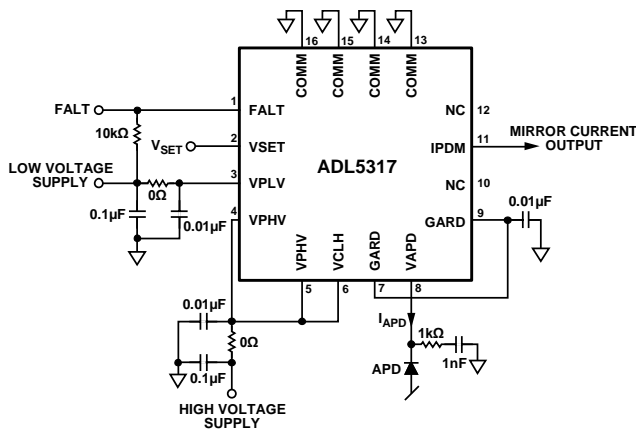 16
15
14
13
COMM
COMM
COMM
COMM
FALT
1
FALT
NC
12
10kΩ
VSET
2
VSET
IPDM
11
MIRROR CURRENT
OUTPUT
ADL5317
LOW VOLTAGE
SUPPLY
0Ω
3
VPLV
NC
10
0.1µF
0.01µF
4
VPHV
GARD
9
0.01µF
VPHV
VCLH
GARD
VAPD
5
6
7
8
0.01µF
0Ω
0.1µF
HIGH VOLTAGE
SUPPLY
IAPD
1kΩ
APD
1nF